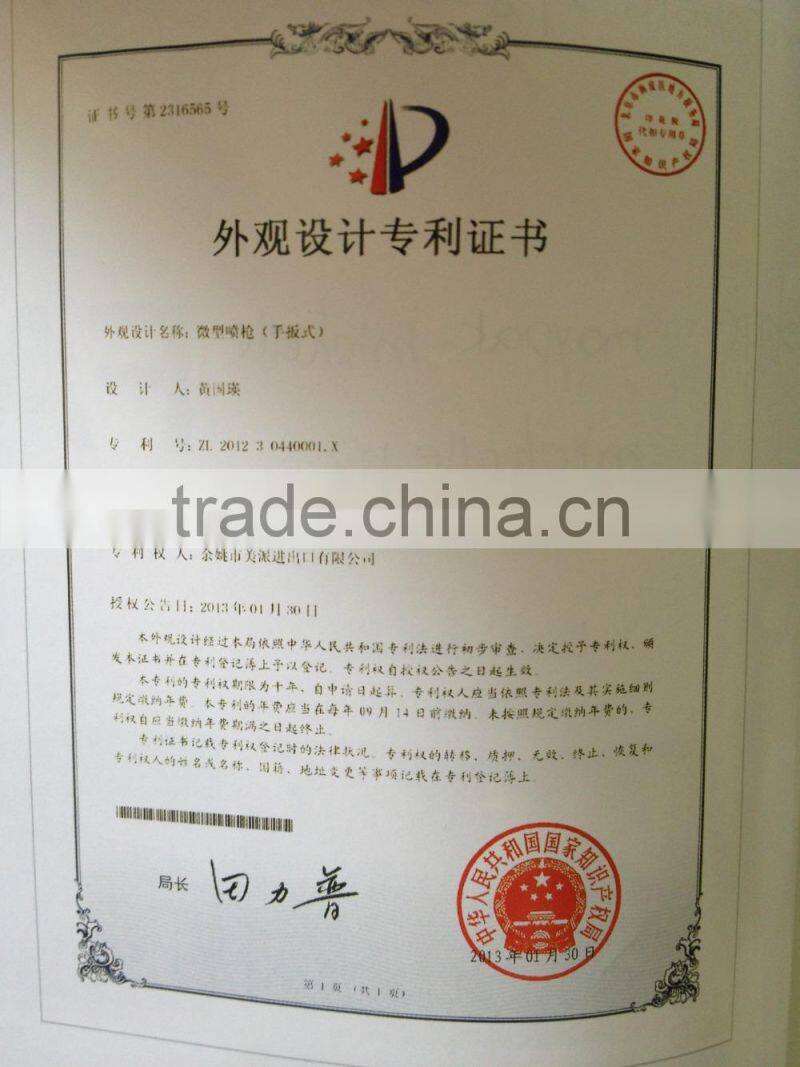 证书号第2316565号
外观设计专利证书
外观设计名称：微型喷枪（手扳式）
设 计 人：黄国瑛
专 利 号：ZL 2012 3 0440001.X
trade.china.cn
专 利 权 人：余姚市美派进出口有限公司
授权公告日：2013年01月30日
本外观设计经过本局依照中华人民共和国专利法进行初步审查，决定授予专利权，颁
发本证书并在专利登记簿上予以登记。专利权自授权公告之日起生效。
本专利的专利权期限为十年，自申请日起算。专利权人应当依照专利法及其实施细则
规定缴纳年费。本专利的年费应当在每年09月14日前缴纳。未按照规定缴纳年费的，专
利权自应当缴纳年费期满之日起终止。
专利证书记载专利权登记时的法律状况。专利权的转移、质押、无效、终止、恢复和
专利权人的姓名或名称、国籍、地址变更等事项记载在专利登记簿上。
局长
田力普
中华人民共和国国家知识产权局
2013年01月30日
第1页（共1页）
国家知识产权局
代扣专用章